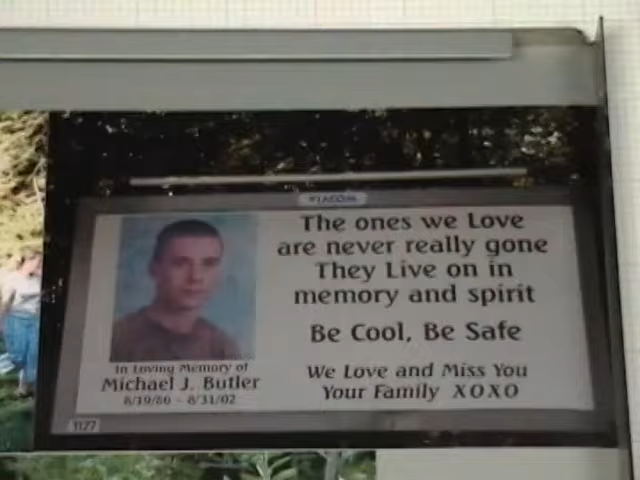 VIACOM
The ones we Love
are never really gone
They Live on in
memory and spirit
Be Cool, Be Safe
We Love and Miss You
Your Family XOXO
In Loving Memory of
Michael J. Butler
8/19/80 - 8/31/02
1127